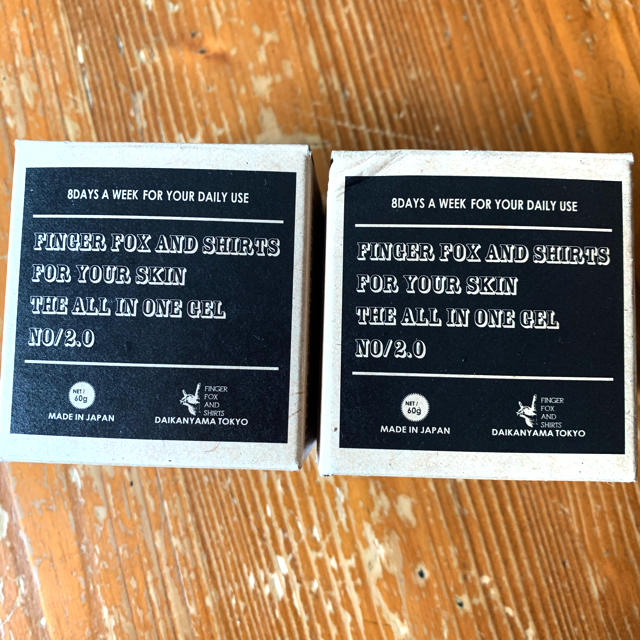 8DAYS A WEEK FOR YOUR DAILY USE
FINGER FOX AND SHIRTS
FOR YOUR SKIN
THE ALL IN ONE GEL
NO/2.0
NET/
60g
MADE IN JAPAN
FINGER
FOX
AND
SHIRTS
DAIKANYAMA TOKYO
8DAYS A WEEK FOR YOUR DAILY USE
FINGER FOX AND SHIRTS
FOR YOUR SKIN
THE ALL IN ONE GEL
NO/2.0
NET/
60g
MADE IN JAPAN
FINGER
FOX
AND
SHIRTS
DAIKANYAMA TOKYO